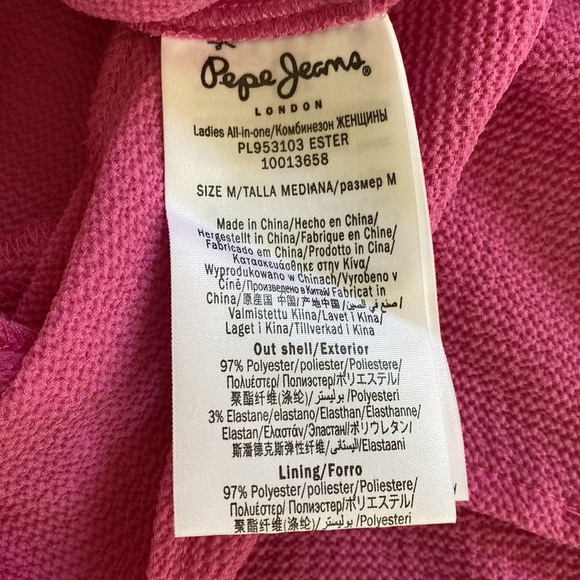 Pepe Jeans®
LONDON
Ladies All-in-one/Комбинезон ЖЕНЩИНЫ
PL953103 ESTER
10013658
SIZE M/TALLA MEDIANA/размер M
Made in China/Hecho en China/
Hergestellt in China/Fabrique en Chine/
Fabricado em China/Prodotto in Cina/
Κατασκευάσθηκε στην Κίνα/
Wyprodukowano w Chinach/Vyrobeno v
Číně/Произведено в Китай/Fabricat in
China/原産国 中国/产地中国/صنع في الصين/
Valmistettu Kiina/Lavet i Kina/
Laget i Kina/Tillverkad i Kina
Out shell/Exterior
97% Polyester/poliester/Poliestere/
Πολυέστερ/Полиэстер/ポリエステル/
聚酯纤维(涤纶)/بوليستر/Polyesteri
3% Elastane/elastano/Elasthan/Elasthanne/
Elastan/Ελαστάν/Эластан/ポリウレタン/
斯潘德克斯弹性纤维/اليستاني/Elastaani
Lining/Forro
97% Polyester/poliester/Poliestere/
Πολυέστερ/Полиэстер/ポリエステル/
聚酯纤维(涤纶)/بوليستر/Polyesteri